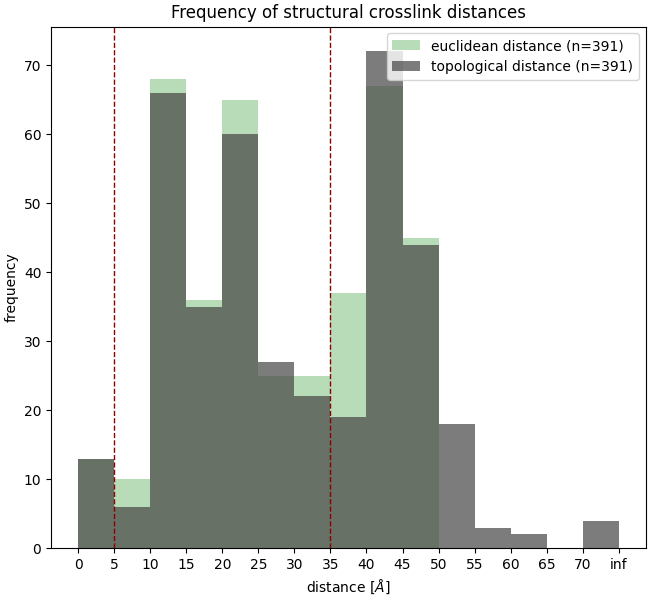 Frequency of structural crosslink distances
euclidean distance (n=391)
topological distance (n=391)
frequency
70
60
50
40
30
20
10
0
0 5 10 15 20 25 30 35 40 45 50 55 60 65 70 inf
distance [Å]